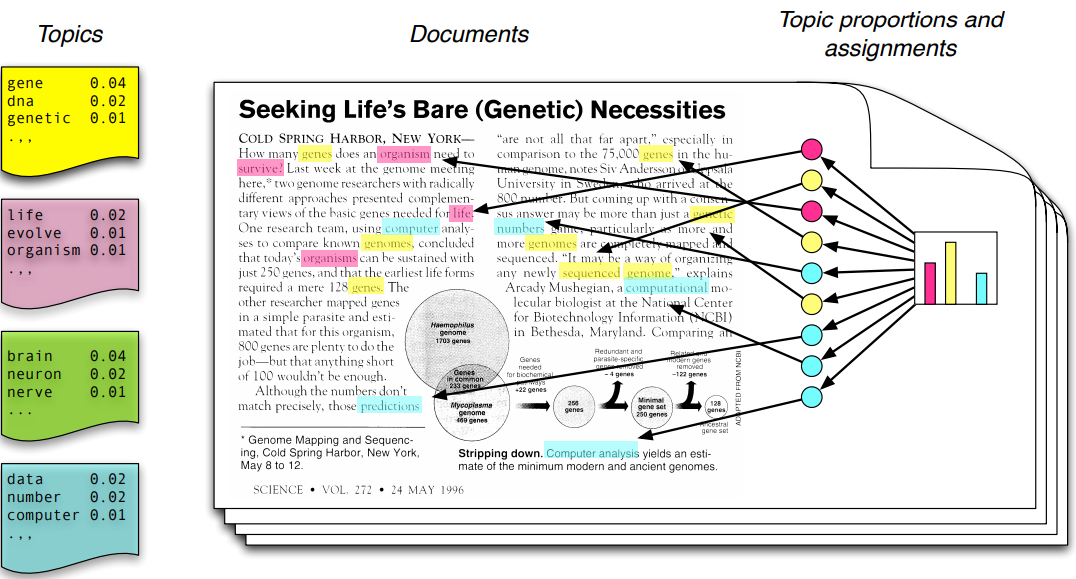 Topics
Documents
Topic proportions and
assignments
gene 0.04
dna 0.02
genetic 0.01
.,,
life 0.02
evolve 0.01
organism 0.01
.,,
brain 0.04
neuron 0.02
nerve 0.01
...
data 0.02
number 0.02
computer 0.01
.,,
Seeking Life's Bare (Genetic) Necessities
COLD SPRING HARBOR, NEW YORK—
How many genes does an organism need to
survive? Last week at the genome meeting
here,* two genome researchers with radically
different approaches presented complemen-
tary views of the basic genes needed for life.
One research team, using computer analy-
ses to compare known genomes, concluded
that today's organisms can be sustained with
just 250 genes, and that the earliest life forms
required a mere 128 genes. The
other researcher mapped genes
in a simple parasite and esti-
mated that for this organism,
800 genes are plenty to do the
job—but that anything short
of 100 wouldn't be enough.
Although the numbers don't
match precisely, those predictions
* Genome Mapping and Sequenc-
ing, Cold Spring Harbor, New York,
May 8 to 12.
"are not all that far apart," especially in
comparison to the 75,000 genes in the hu-
man genome, notes Siv Andersson of Uppsala
University in Sweden, who arrived at the
800 number. But coming up with a consen-
sus answer may be more than just a genetic
numbers game, particularly as more and
more genomes are completely mapped and
sequenced. "It may be a way of organizing
any newly sequenced genome," explains
Arcady Mushegian, a computational mo-
lecular biologist at the National Center
for Biotechnology Information (NCBI)
in Bethesda, Maryland. Comparing an
Haemophilus
genome
1703 genes
Genes
in common
233 genes
Mycoplasma
genome
469 genes
Genes
needed
for biochemical
pathways
+22 genes
256
genes
Redundant and
parasite-specific
genes removed
– 4 genes
Minimal
gene set
250 genes
Related and
modern genes
removed
–122 genes
128
genes
Ancestral
gene set
ADAPTED FROM NCBI
Stripping down. Computer analysis yields an esti-
mate of the minimum modern and ancient genomes.
SCIENCE • VOL. 272 • 24 MAY 1996